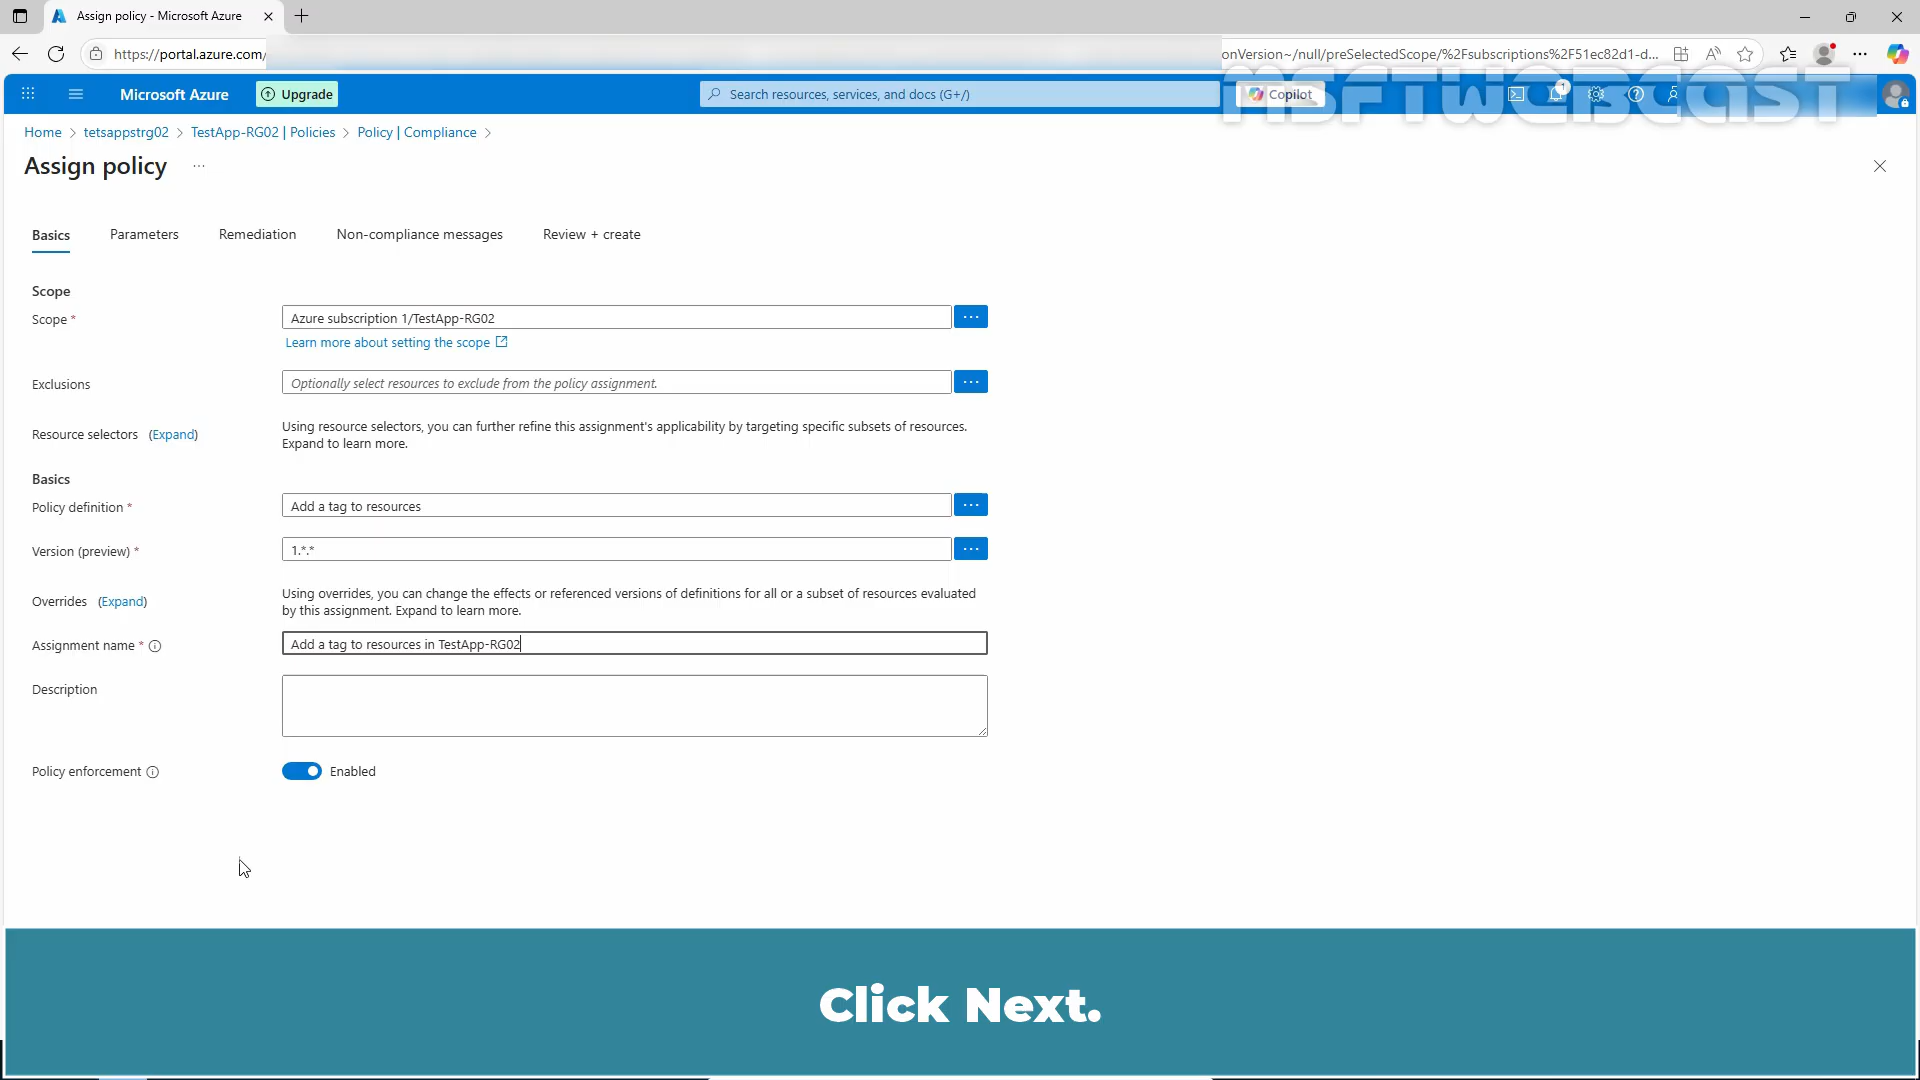 Assign policy - Microsoft Azure
https://portal.azure.com/
onVersion~/null/preSelectedScope/%2Fsubscriptions%2F51ec82d1-d...
Microsoft Azure
Upgrade
Search resources, services, and docs (G+/)
Copilot
1
MSFTWEBCAST
Home > tetsappstrg02 > TestApp-RG02 | Policies > Policy | Compliance >
Assign policy ...
Basics
Parameters
Remediation
Non-compliance messages
Review + create
Scope
Scope *
Azure subscription 1/TestApp-RG02
...
Learn more about setting the scope
Exclusions
Optionally select resources to exclude from the policy assignment.
...
Resource selectors (Expand)
Using resource selectors, you can further refine this assignment's applicability by targeting specific subsets of resources.
Expand to learn more.
Basics
Policy definition *
Add a tag to resources
...
Version (preview) *
1.*.*
...
Overrides (Expand)
Using overrides, you can change the effects or referenced versions of definitions for all or a subset of resources evaluated
by this assignment. Expand to learn more.
Assignment name *
Add a tag to resources in TestApp-RG02
Description
Policy enforcement
Enabled
Click Next.